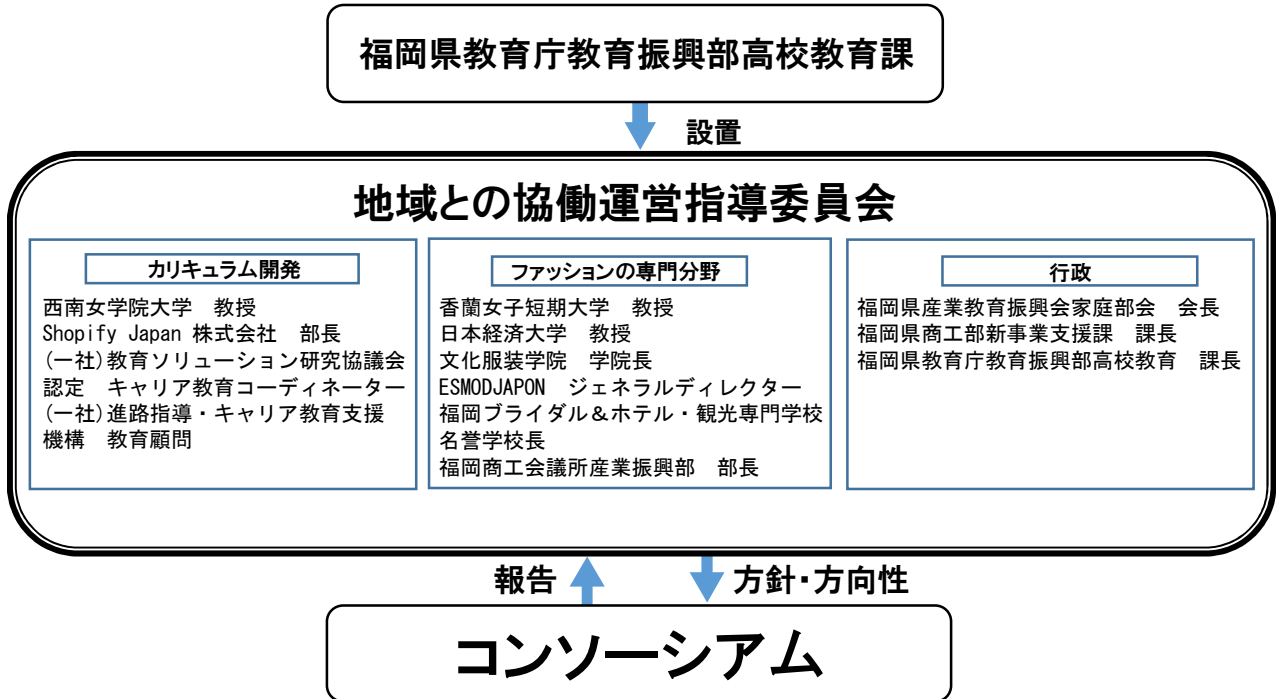 福岡県教育庁教育振興部高校教育課
設置
地域との協働運営指導委員会
カリキュラム開発
西南女学院大学　教授
Shopify Japan 株式会社　部長
(一社)教育ソリューション研究協議会
認定　キャリア教育コーディネーター
(一社)進路指導・キャリア教育支援
機構　教育顧問
ファッションの専門分野
香蘭女子短期大学　教授
日本経済大学　教授
文化服装学院　学院長
ESMODJAPON　ジェネラルディレクター
福岡ブライダル＆ホテル・観光専門学校
名誉学校長
福岡商工会議所産業振興部　部長
行政
福岡県産業教育振興会家庭部会　会長
福岡県商工部新事業支援課　課長
福岡県教育庁教育振興部高校教育　課長
報告
方針・方向性
コンソーシアム